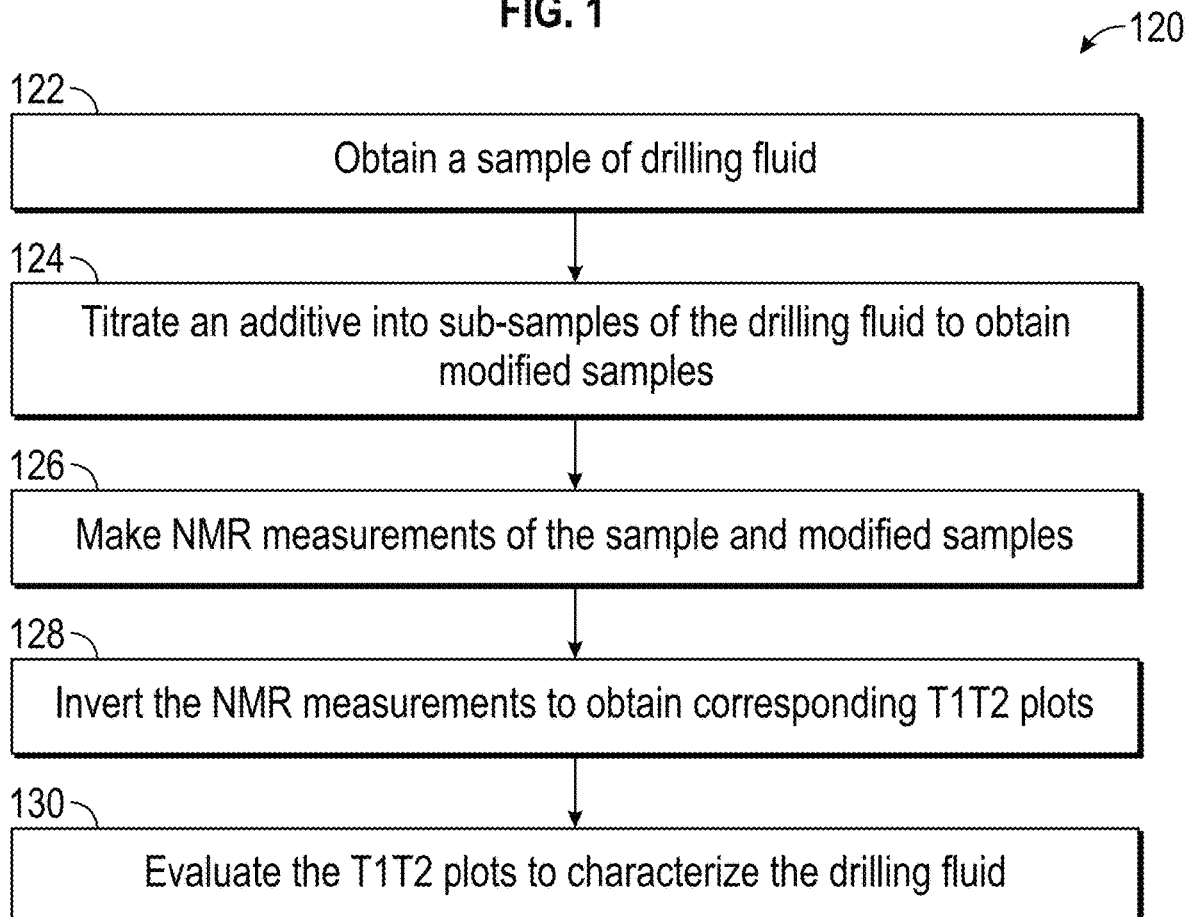 FIG. 1
120
122
Obtain a sample of drilling fluid
124
Titrate an additive into sub-samples of the drilling fluid to obtain
modified samples
126
Make NMR measurements of the sample and modified samples
128
Invert the NMR measurements to obtain corresponding T1T2 plots
130
Evaluate the T1T2 plots to characterize the drilling fluid